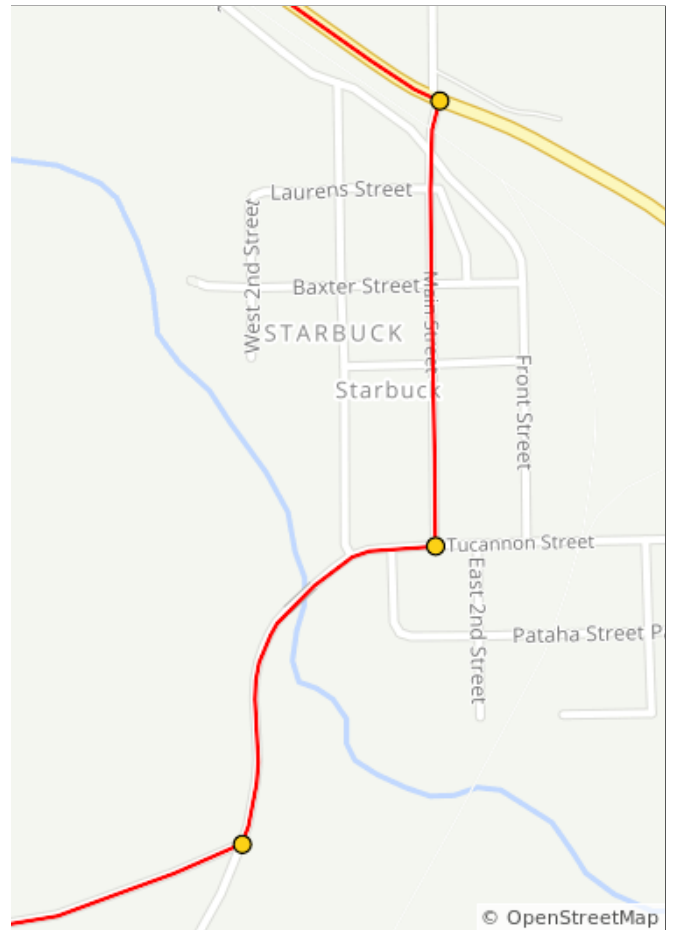 Laurens Street
West 2nd Street
Baxter Street
Main Street
STARBUCK
Starbuck
Front Street
Tucannon Street
East 2nd Street
Pataha Street
© OpenStreetMap